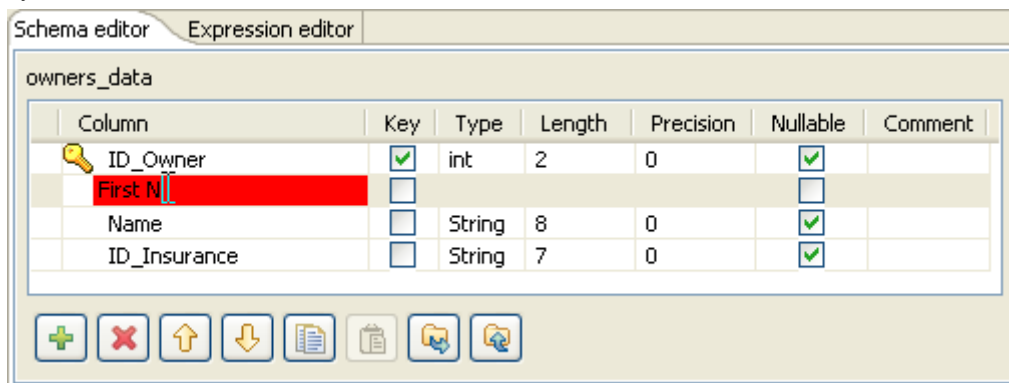 Schema editor Expression editor
owners_data
Column Key Type Length Precision Nullable Comment
ID_Owner int 2 0
First N
Name String 8 0
ID_Insurance String 7 0